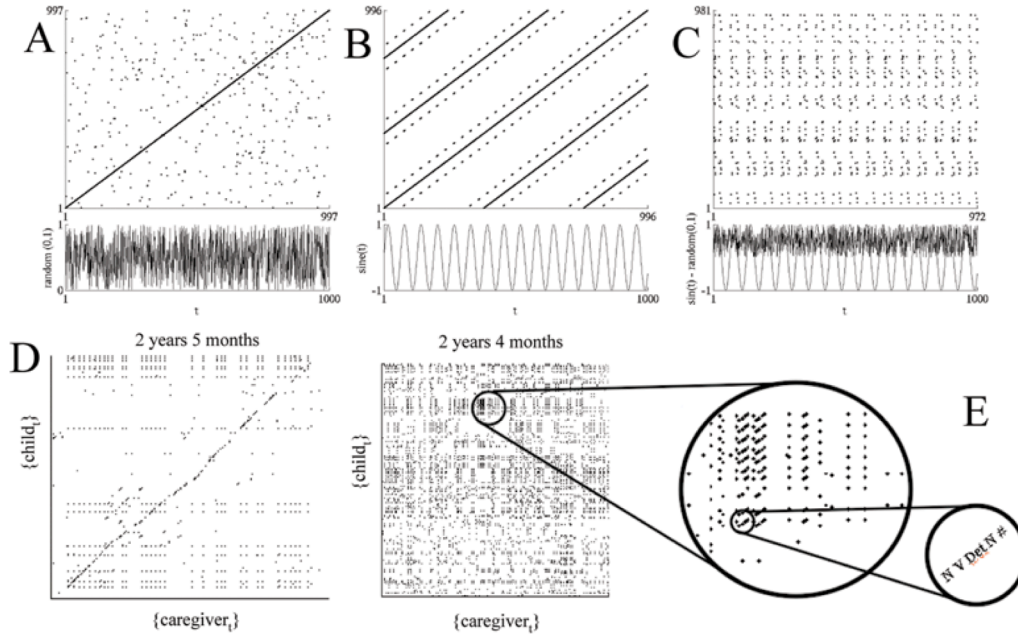 A
997
1
1
997
random (0,1)
1
0
1
1000
t
B
996
1
1
996
sine(t)
1
-1
1
1000
t
C
981
1
1
972
sin(t) - random(0,1)
1
-1
1
1000
t
D
2 years 5 months
{child_t}
{caregiver_t}
2 years 4 months
{child_t}
{caregiver_t}
E
N V Det N #